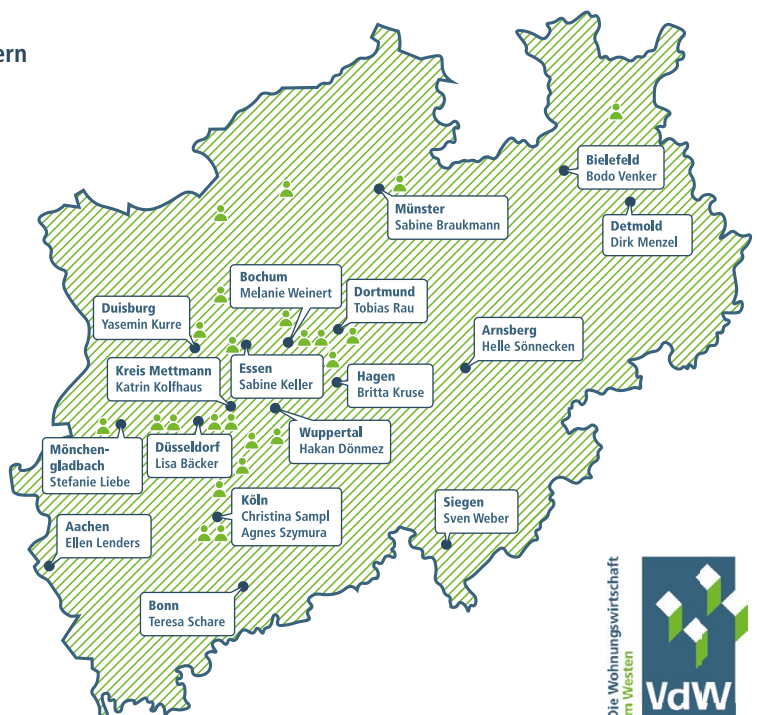 ern
Bielefeld
Bodo Venker
Münster
Sabine Braukmann
Detmold
Dirk Menzel
Bochum
Melanie Weinert
Dortmund
Tobias Rau
Duisburg
Yasemin Kurre
Arnsberg
Helle Sönnecken
Essen
Sabine Keller
Kreis Mettmann
Katrin Kolfhaus
Hagen
Britta Kruse
Wuppertal
Hakan Dönmez
Mönchen-
gladbach
Stefanie Liebe
Düsseldorf
Lisa Bäcker
Köln
Christina Sampl
Agnes Szymura
Siegen
Sven Weber
Aachen
Ellen Lenders
Bonn
Teresa Schare
Die Wohnungswirtschaft
m Westen
VdW